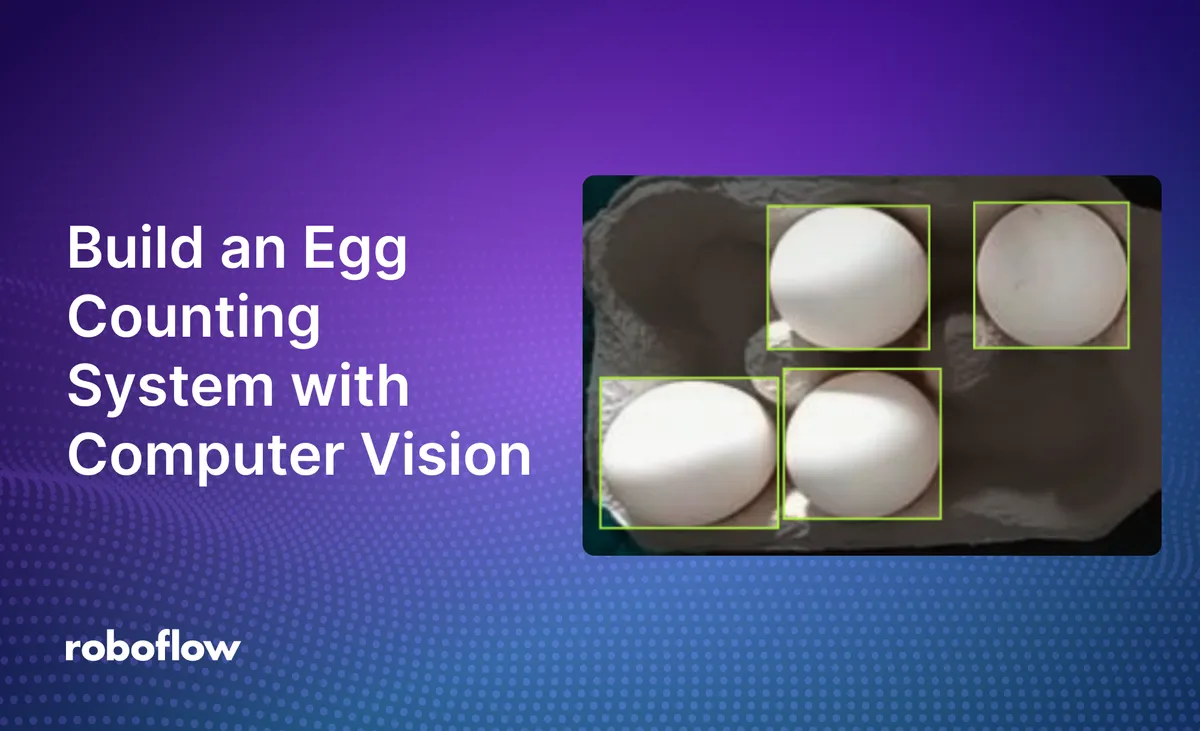 Build an Egg
Counting
System with
Computer Vision
roboflow